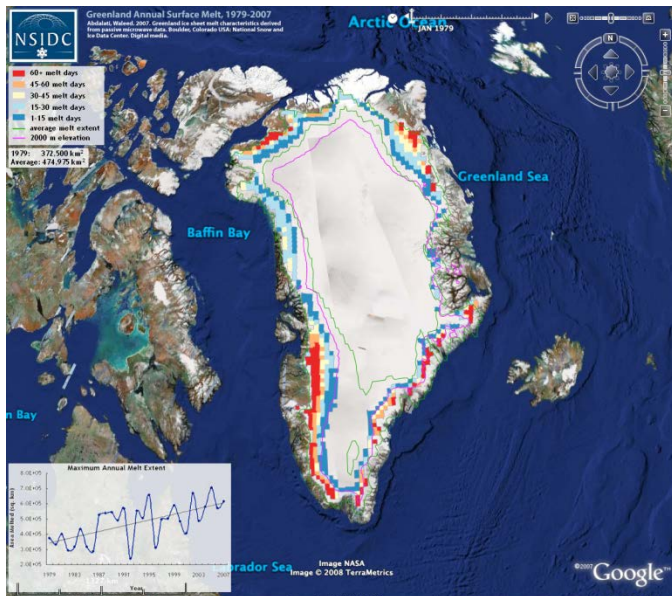 Greenland Annual Surface Melt, 1979-2007
Abdalati, Waleed. 2007. Greenland ice sheet melt characteristics derived
from passive microwave data. Boulder, Colorado USA: National Snow and
Ice Data Center. Digital media.
NSIDC
60+ melt days
45-60 melt days
30-45 melt days
15-30 melt days
1-15 melt days
average melt extent
2000 m elevation
1979: 372,500 km²
Average: 474,975 km²
Arctic Ocean
JAN 1979
N
Greenland Sea
Baffin Bay
n Bay
Maximum Annual Melt Extent
Area Melted (sq. km)
8.0E+05
7.0E+05
6.0E+05
5.0E+05
4.0E+05
3.0E+05
2.0E+05
1979
1983
1987
1991
1995
1999
2003
2007
Year
abrador Sea
Image NASA
Image © 2008 TerraMetrics
©2007 Google™